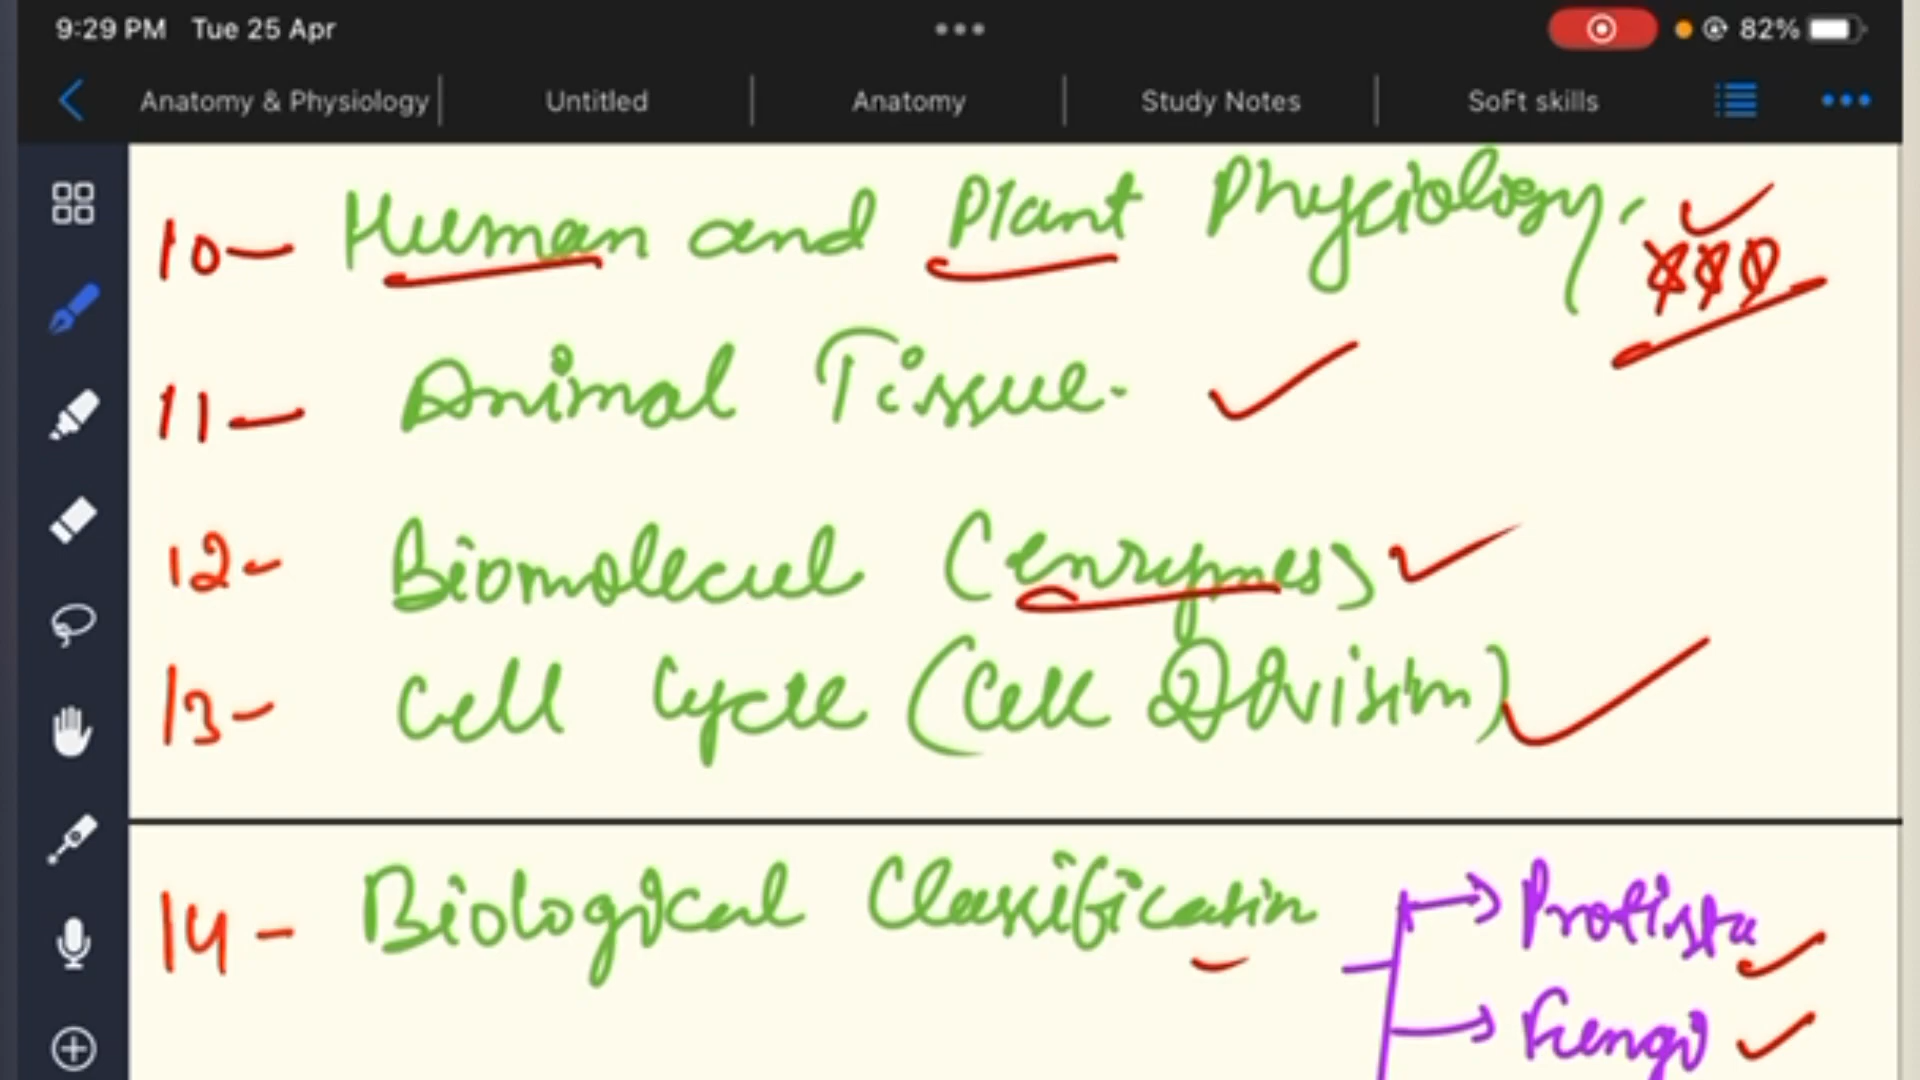 9:29 PM Tue 25 Apr 82%
Anatomy & Physiology Untitled Anatomy Study Notes SoFt skills
10- Human and Plant Phyciology.
11- Animal Tissue.
12- Biomolecul (enzymes)
13- Cell Cycle (Cell Division)
14- Biological Classification
Protista
Fungi